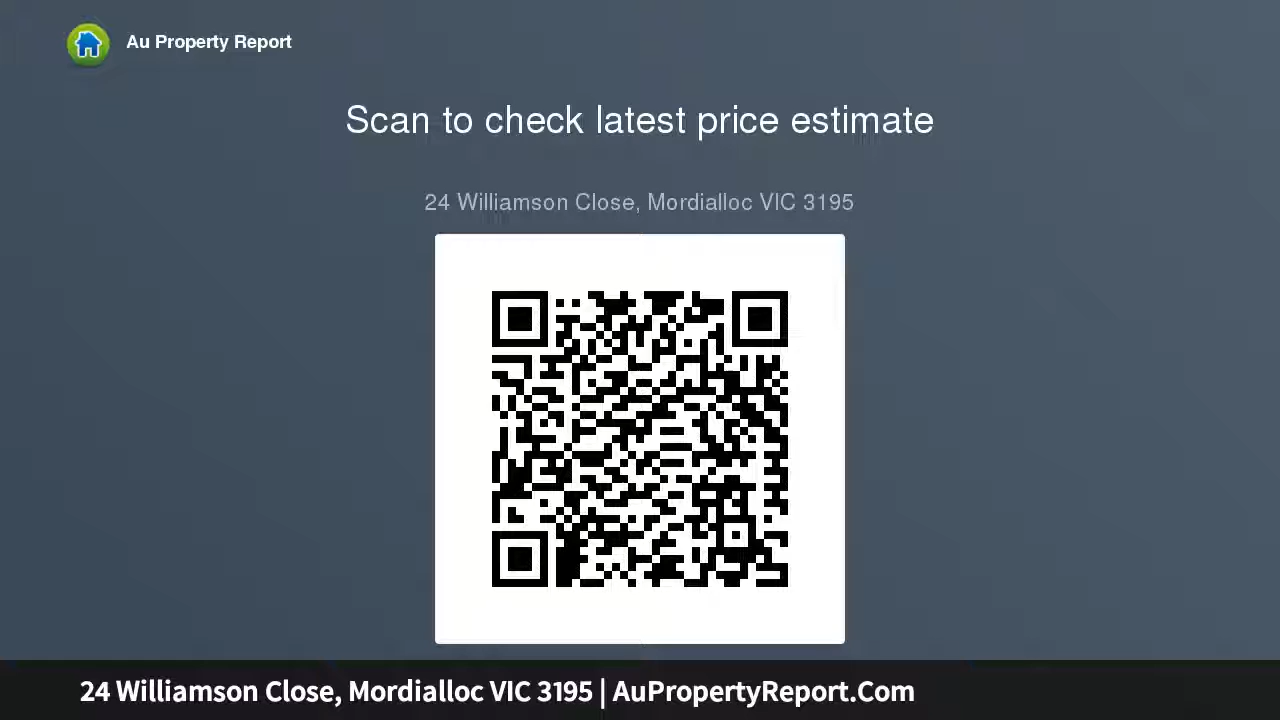 Au Property Report
Scan to check latest price estimate
24 Williamson Close, Mordialloc VIC 3195
24 Williamson Close, Mordialloc VIC 3195 | AuPropertyReport.Com